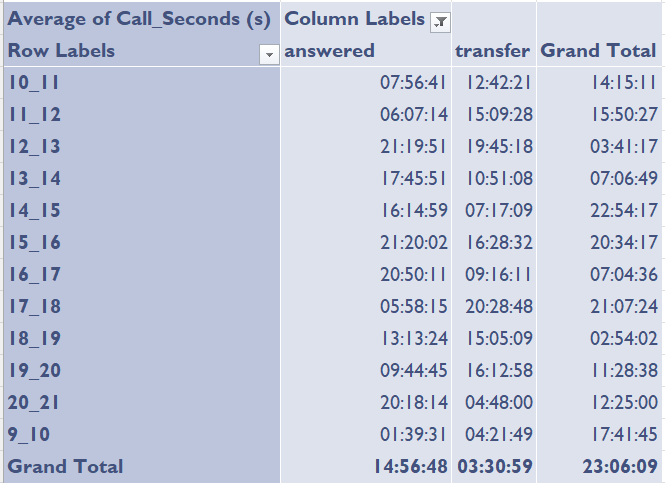 Average of Call_Seconds (s) Column Labels
Row Labels answered transfer Grand Total
10_11 07:56:41 12:42:21 14:15:11
11_12 06:07:14 15:09:28 15:50:27
12_13 21:19:51 19:45:18 03:41:17
13_14 17:45:51 10:51:08 07:06:49
14_15 16:14:59 07:17:09 22:54:17
15_16 21:20:02 16:28:32 20:34:17
16_17 20:50:11 09:16:11 07:04:36
17_18 05:58:15 20:28:48 21:07:24
18_19 13:13:24 15:05:09 02:54:02
19_20 09:44:45 16:12:58 11:28:38
20_21 20:18:14 04:48:00 12:25:00
9_10 01:39:31 04:21:49 17:41:45
Grand Total 14:56:48 03:30:59 23:06:09